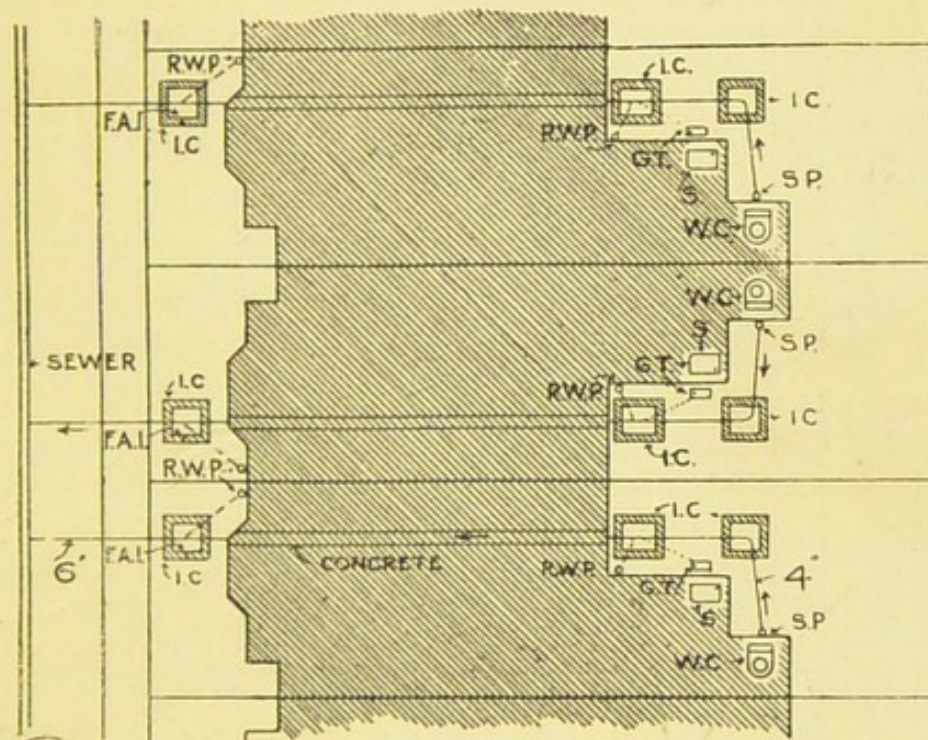 R.W.P.
I.C.
I.C.
F.A.I.
I.C
R.W.P.
G.T.
S
S.P.
W.C.
W.C
S
S.P.
SEWER
G.T.
I.C
R.W.P.
I.C
F.A.I.
I.C.
R.W.P.
I.C
6"
F.A.I.
I.C
CONCRETE
R.W.P.
G.T.
4"
S
S.P
W.C